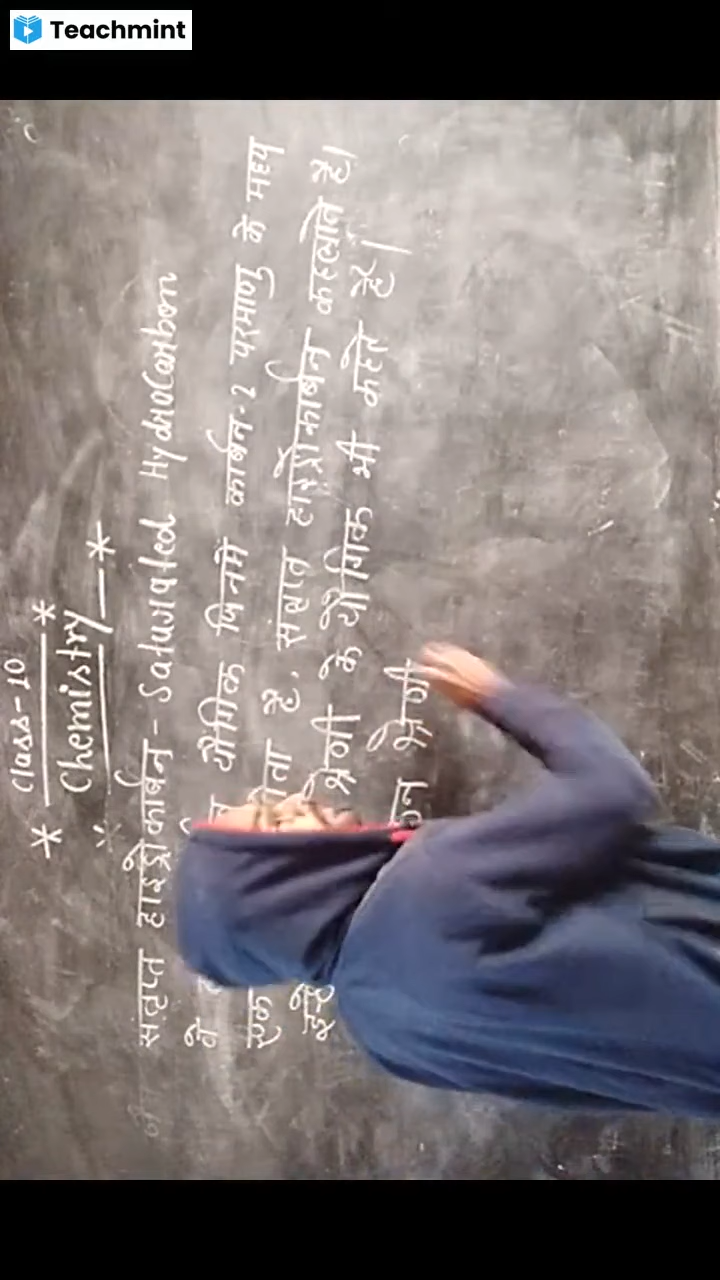 Teachmint
Class-10
* Chemistry *
संतृप्त हाइड्रोकार्बन - Saturated Hydrocarbon
वे यौगिक जिनमें कार्बन-2 परमाणु के मध्य
एक होता है, संतृप्त हाइड्रोकार्बन कहलाते हैं।
इन्हें श्रेणी के यौगिक भी कहते हैं।
श्रेणी